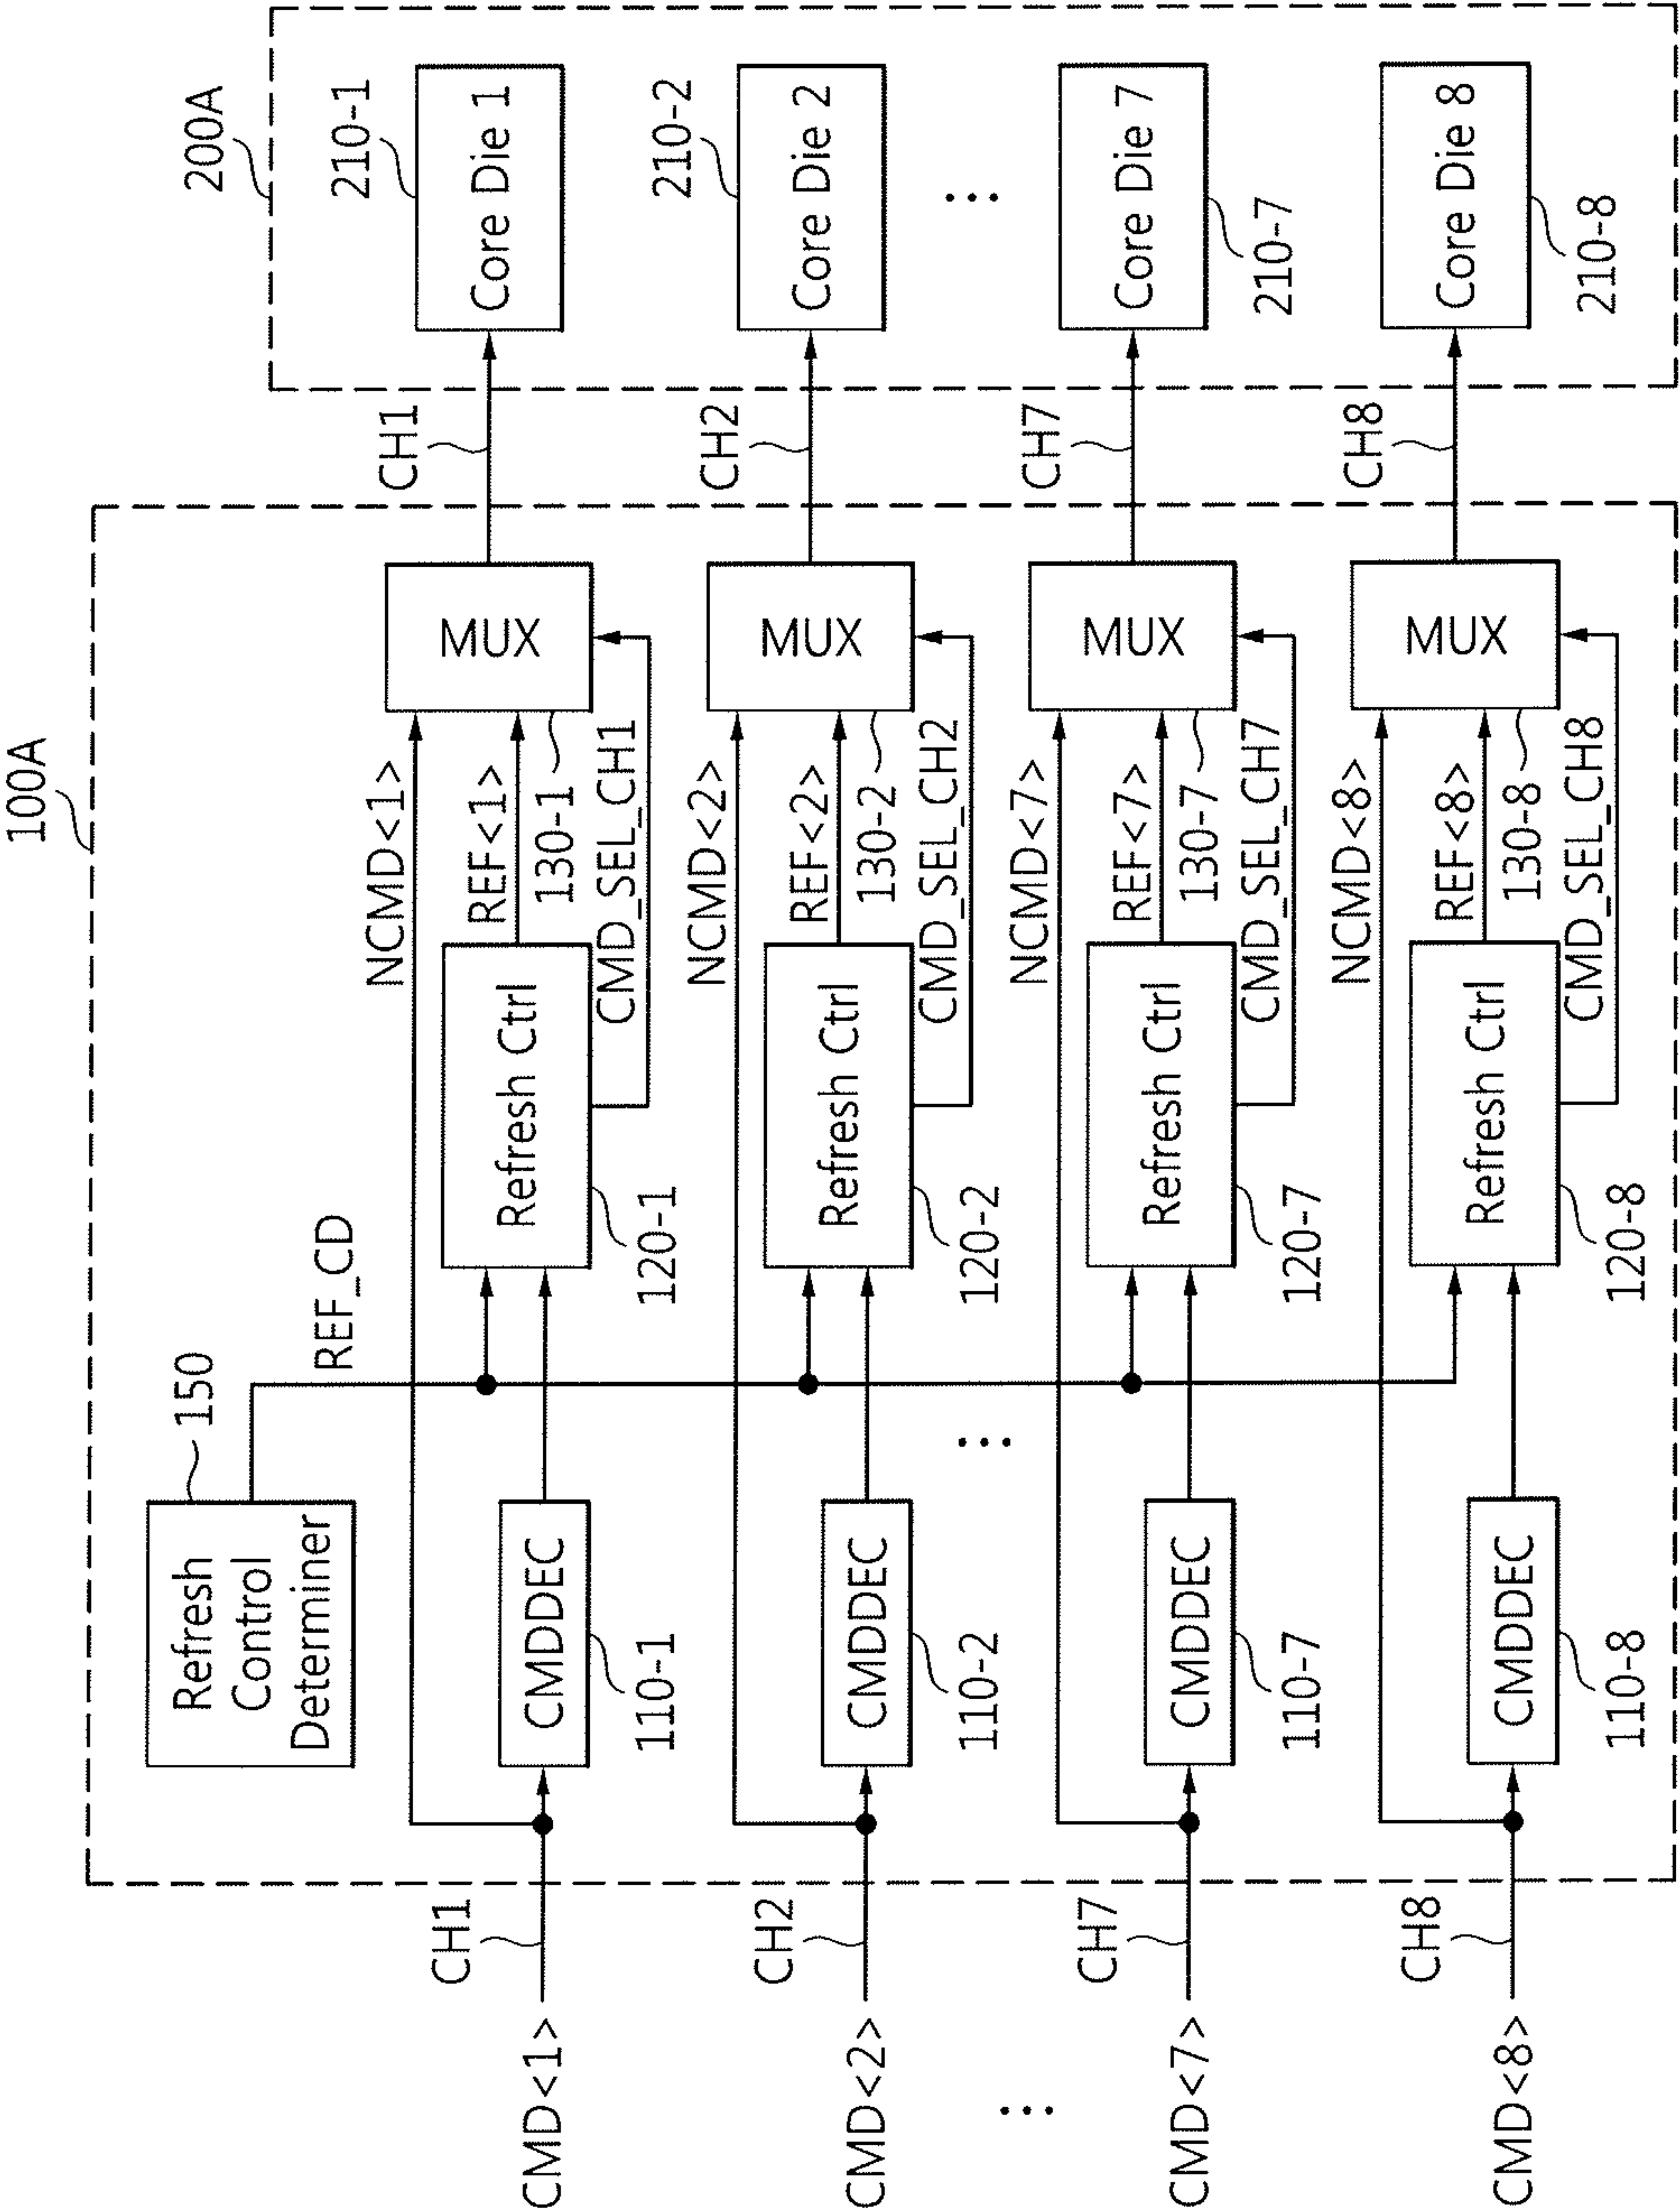 100A
200A
Refresh
Control
Determiner
150
REF_CD
CMD<1>
CH1
CMDDEC
110-1
Refresh Ctrl
120-1
NCMD<1>
REF<1>
130-1
CMD_SEL_CH1
MUX
CH1
Core Die 1
210-1
CMD<2>
CH2
CMDDEC
110-2
Refresh Ctrl
120-2
NCMD<2>
REF<2>
130-2
CMD_SEL_CH2
MUX
CH2
Core Die 2
210-2
...
...
...
CMD<7>
CH7
CMDDEC
110-7
Refresh Ctrl
120-7
NCMD<7>
REF<7>
130-7
CMD_SEL_CH7
MUX
CH7
Core Die 7
210-7
CMD<8>
CH8
CMDDEC
110-8
Refresh Ctrl
120-8
NCMD<8>
REF<8>
130-8
CMD_SEL_CH8
MUX
CH8
Core Die 8
210-8